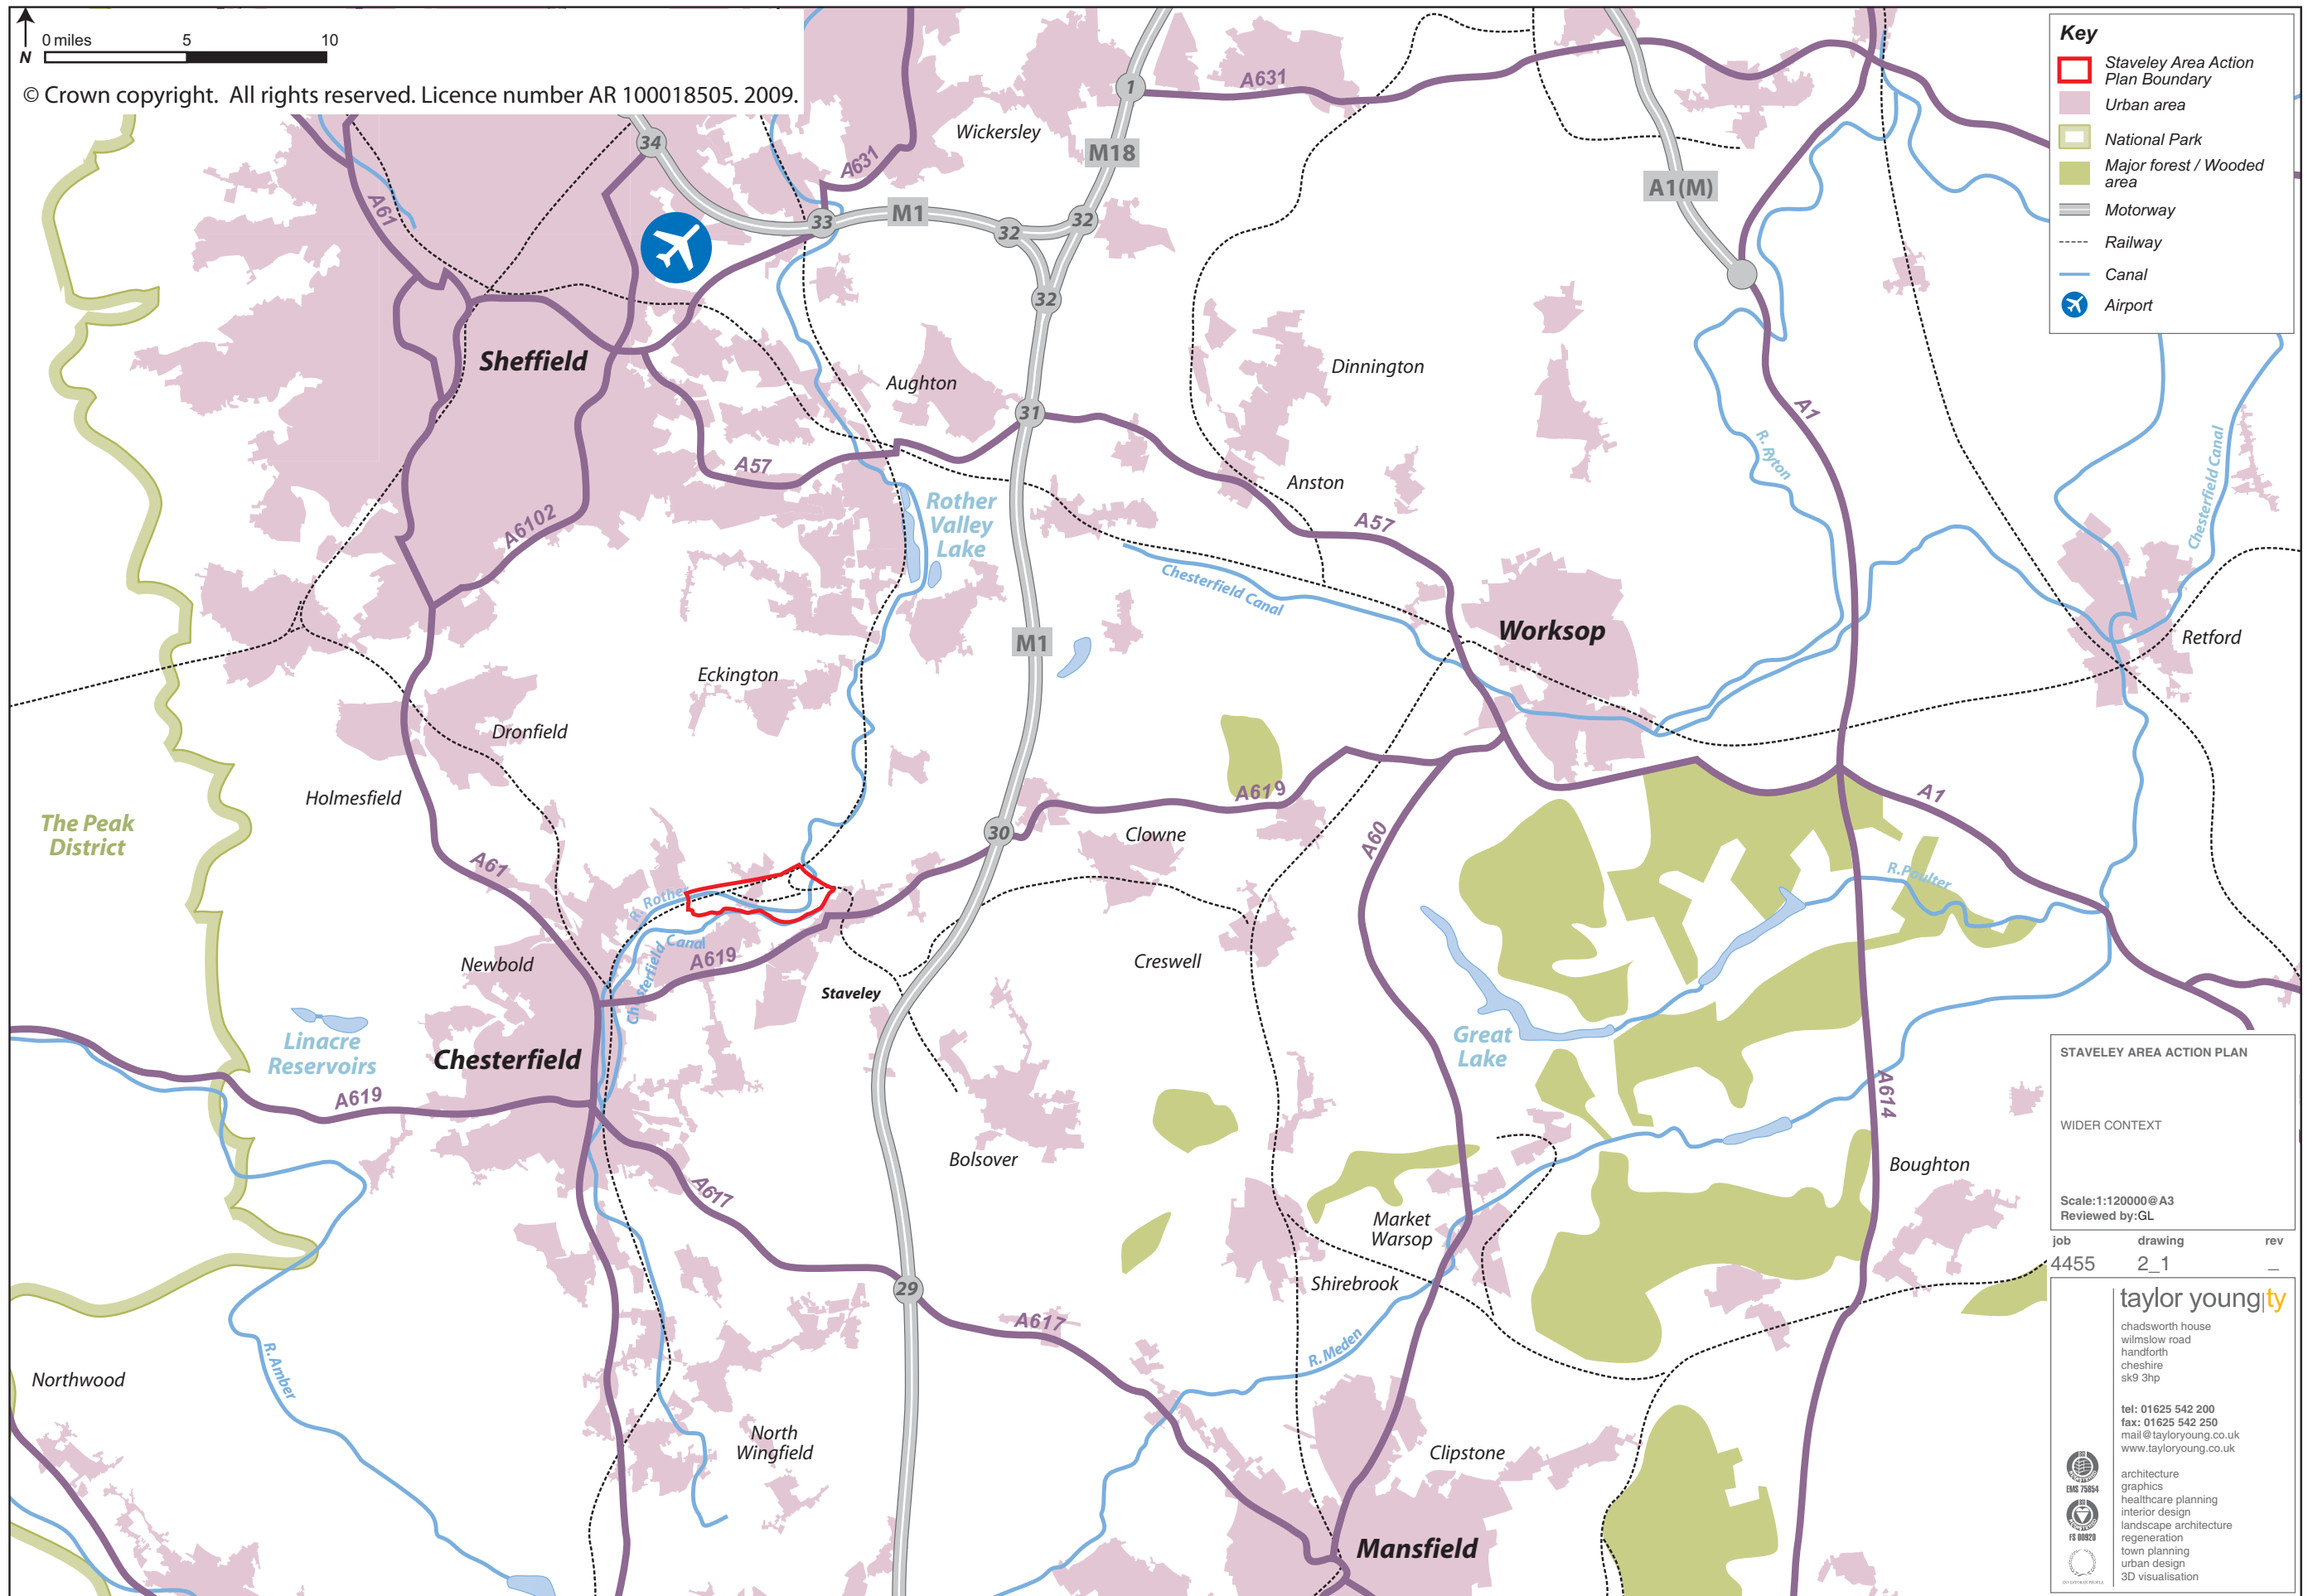 N
0 miles 5 10
© Crown copyright. All rights reserved. Licence number AR 100018505. 2009.
Key
Staveley Area Action
Plan Boundary
Urban area
National Park
Major forest / Wooded
area
Motorway
Railway
Canal
Airport
1
A631
Wickersley
34
M18
A631
A1(M)
A61
33
M1
32
32
32
Sheffield
Aughton
Dinnington
31
A1
A57
R. Ryton
Chesterfield Canal
Anston
Rother
Valley
Lake
A6102
A57
Chesterfield Canal
Worksop
M1
Retford
Eckington
Dronfield
Holmesfield
A619
A1
The Peak
District
30
Clowne
A60
A61
R. Rother
R. Poulter
Chesterfield Canal
A619
Newbold
Creswell
Staveley
Great
Lake
Linacre
Reservoirs
Chesterfield
A619
A614
Bolsover
Boughton
A617
Market
Warsop
Shirebrook
29
A617
R. Meden
R. Amber
Northwood
North
Wingfield
Clipstone
Mansfield
STAVELEY AREA ACTION PLAN
WIDER CONTEXT
Scale:1:120000@A3
Reviewed by:GL
job drawing rev
4455 2_1 _
taylor young|ty
chadsworth house
wilmslow road
handforth
cheshire
sk9 3hp
tel: 01625 542 200
fax: 01625 542 250
mail@tayloryoung.co.uk
www.tayloryoung.co.uk
architecture
graphics
healthcare planning
interior design
landscape architecture
regeneration
town planning
urban design
3D visualisation
EMS 75854
FS 80920
INVESTOR IN PEOPLE